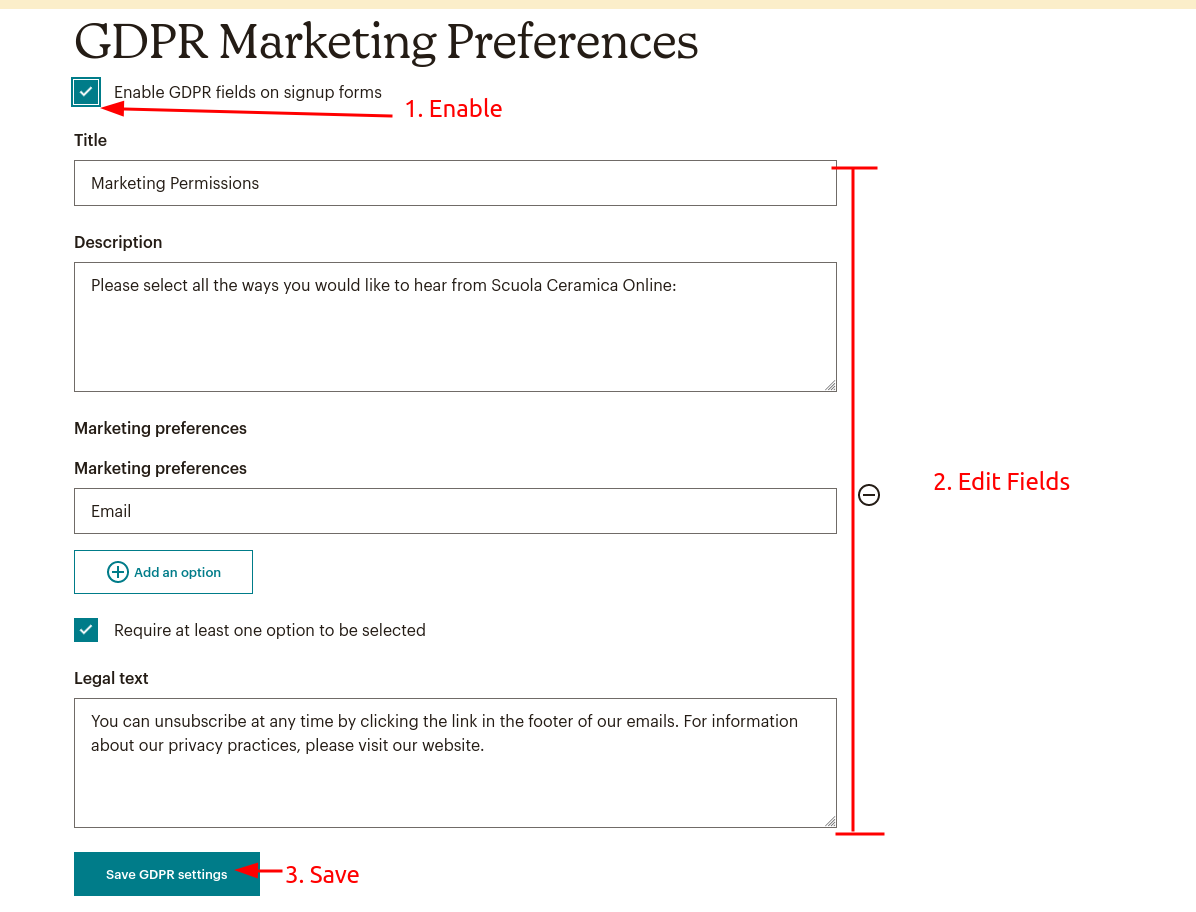 GDPR Marketing Preferences
Enable GDPR fields on signup forms
1. Enable
Title
Marketing Permissions
Description
Please select all the ways you would like to hear from Scuola Ceramica Online:
Marketing preferences
Marketing preferences
Email
2. Edit Fields
Add an option
Require at least one option to be selected
Legal text
You can unsubscribe at any time by clicking the link in the footer of our emails. For information
about our privacy practices, please visit our website.
Save GDPR settings
3. Save